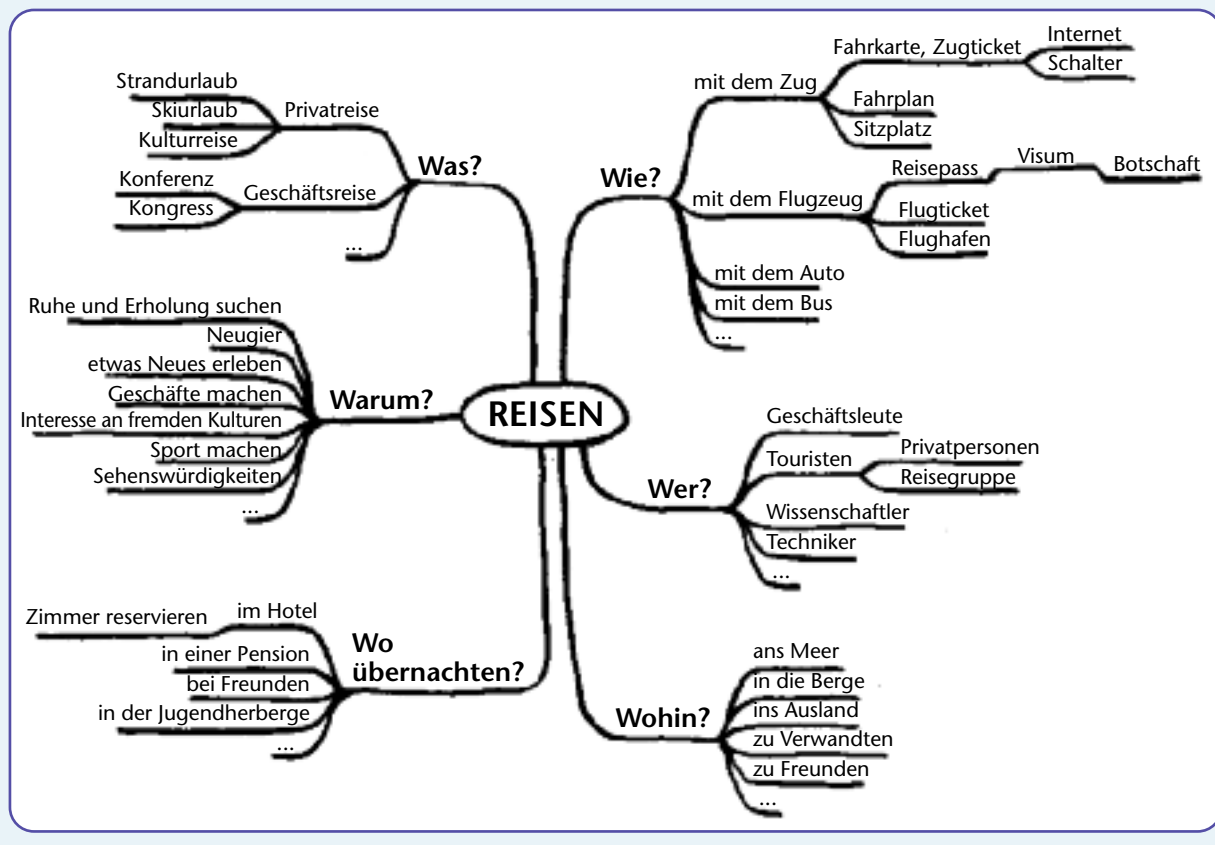 REISEN
Was?
Privatreise
Strandurlaub
Skiurlaub
Kulturreise
Geschäftsreise
Konferenz
Kongress
...
Warum?
Ruhe und Erholung suchen
Neugier
etwas Neues erleben
Geschäfte machen
Interesse an fremden Kulturen
Sport machen
Sehenswürdigkeiten
...
Wo
übernachten?
im Hotel
Zimmer reservieren
in einer Pension
bei Freunden
in der Jugendherberge
...
Wie?
mit dem Zug
Fahrkarte, Zugticket
Internet
Schalter
Fahrplan
Sitzplatz
mit dem Flugzeug
Reisepass
Visum
Botschaft
Flugticket
Flughafen
mit dem Auto
mit dem Bus
...
Wer?
Geschäftsleute
Touristen
Privatpersonen
Reisegruppe
Wissenschaftler
Techniker
...
Wohin?
ans Meer
in die Berge
ins Ausland
zu Verwandten
zu Freunden
...